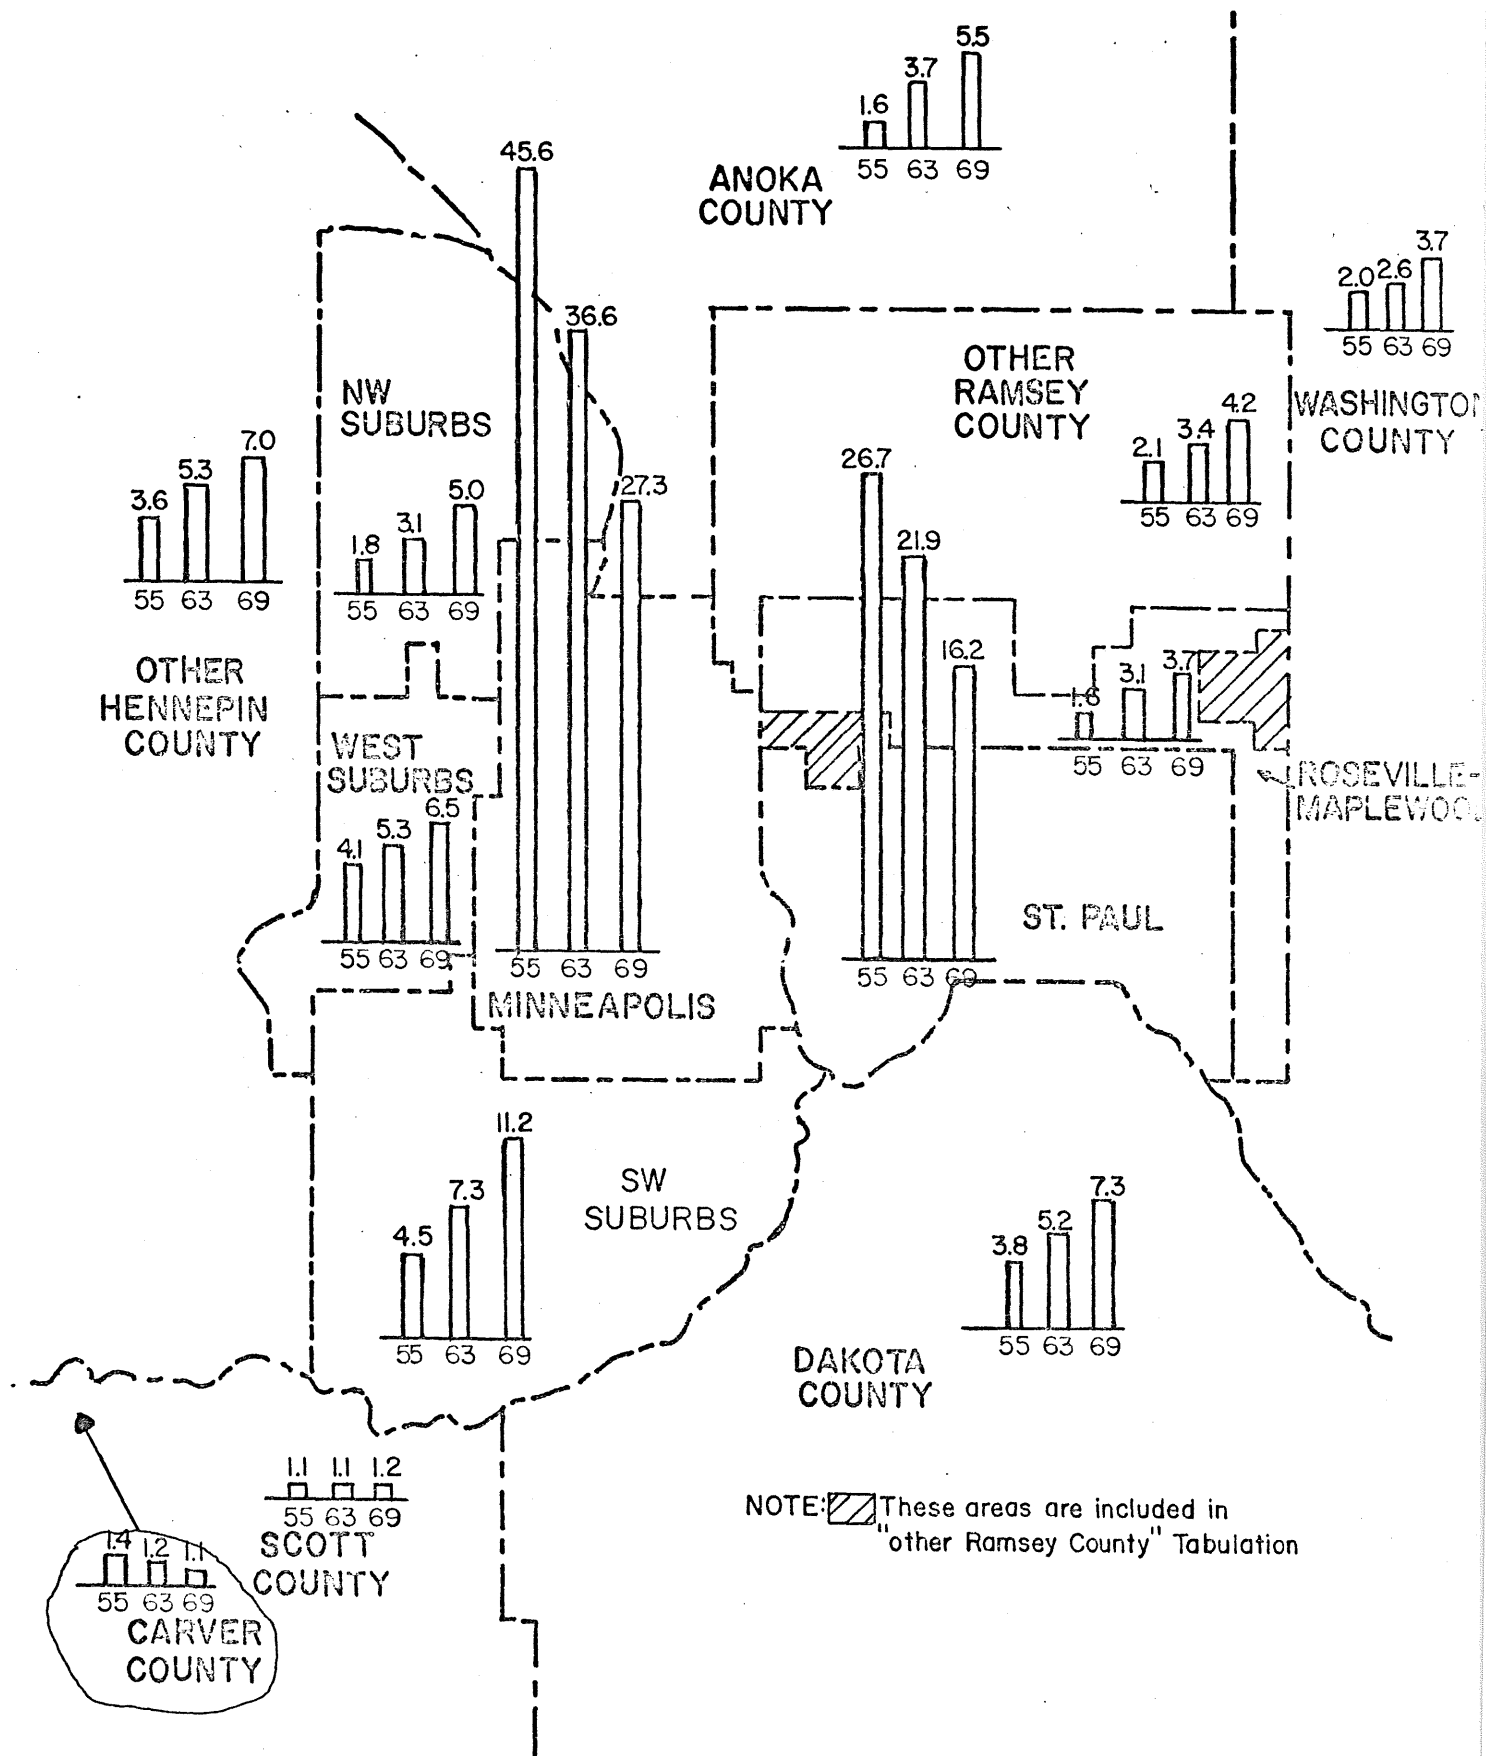 5.5
3.7
1.6
55 63 69
ANOKA
COUNTY
45.6
36.6
27.3
55 63 69
MINNEAPOLIS
3.7
2.0 2.6
55 63 69
WASHINGTON
COUNTY
OTHER
RAMSEY
COUNTY
4.2
3.4
2.1
55 63 69
NW
SUBURBS
5.0
3.1
1.8
55 63 69
7.0
5.3
3.6
55 63 69
OTHER
HENNEPIN
COUNTY
26.7
21.9
16.2
55 63 69
ST. PAUL
3.7
3.1
1.6
55 63 69
ROSEVILLE-
MAPLEWOO
WEST
SUBURBS
6.5
5.3
4.1
55 63 69
11.2
7.3
4.5
55 63 69
SW
SUBURBS
7.3
5.2
3.8
55 63 69
DAKOTA
COUNTY
1.1 1.1 1.2
55 63 69
SCOTT
COUNTY
1.4 1.2 1.1
55 63 69
CARVER
COUNTY
NOTE: These areas are included in
"other Ramsey County" Tabulation